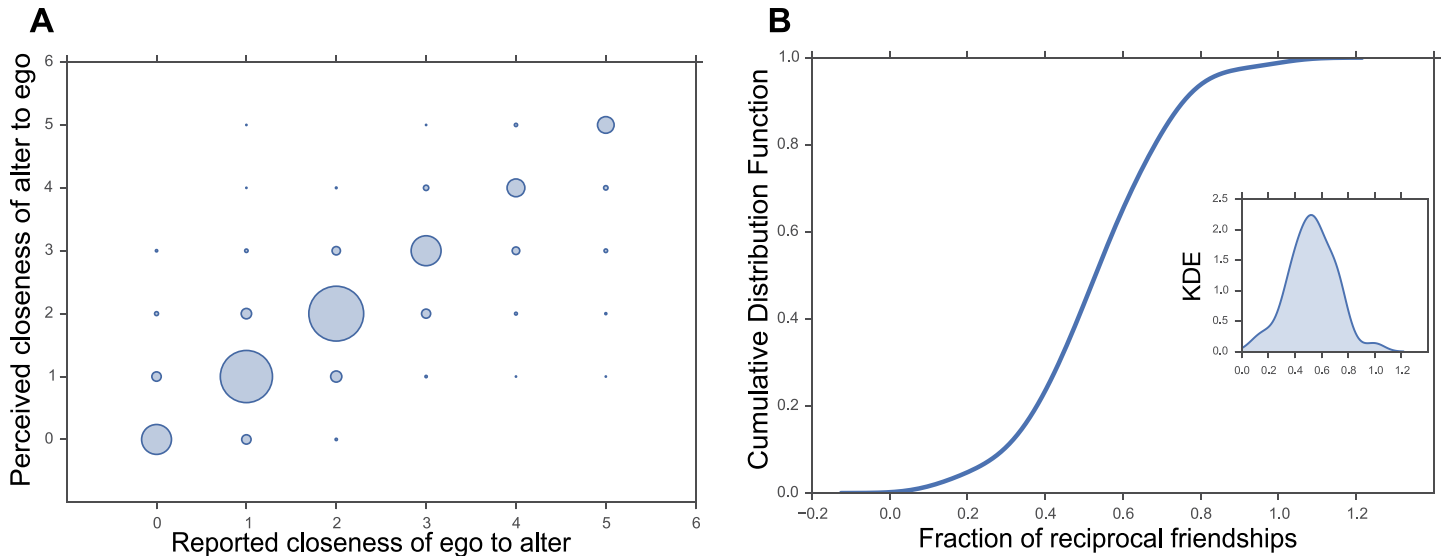 A
Perceived closeness of alter to ego
6
5
4
3
2
1
0
0 1 2 3 4 5 6
Reported closeness of ego to alter
B
Cumulative Distribution Function
1.0
0.8
0.6
0.4
0.2
0.0
−0.2 0.0 0.2 0.4 0.6 0.8 1.0 1.2
Fraction of reciprocal friendships
KDE
2.5
2.0
1.5
1.0
0.5
0.0
0.0 0.2 0.4 0.6 0.8 1.0 1.2